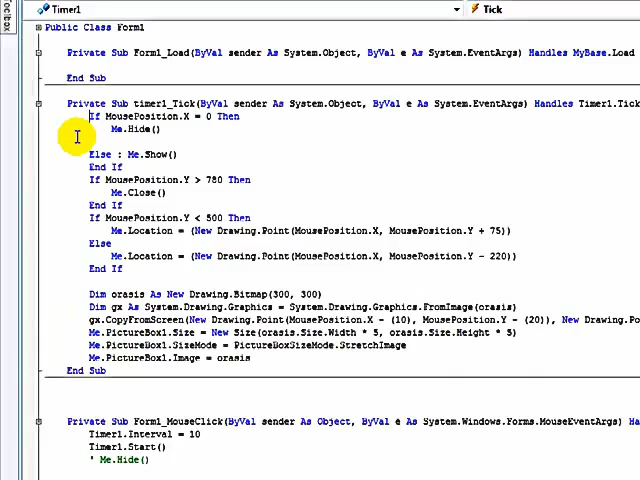 Toolbox
Timer1
Tick
Public Class Form1
Private Sub Form1_Load(ByVal sender As System.Object, ByVal e As System.EventArgs) Handles MyBase.Load
End Sub
Private Sub timer1_Tick(ByVal sender As System.Object, ByVal e As System.EventArgs) Handles Timer1.Tick
If MousePosition.X = 0 Then
Me.Hide()
Else : Me.Show()
End If
If MousePosition.Y > 780 Then
Me.Close()
End If
If MousePosition.Y < 500 Then
Me.Location = (New Drawing.Point(MousePosition.X, MousePosition.Y + 75))
Else
Me.Location = (New Drawing.Point(MousePosition.X, MousePosition.Y - 220))
End If
Dim orasis As New Drawing.Bitmap(300, 300)
Dim gx As System.Drawing.Graphics = System.Drawing.Graphics.FromImage(orasis)
gx.CopyFromScreen(New Drawing.Point(MousePosition.X - (10), MousePosition.Y - (20)), New Drawing.Po
Me.PictureBox1.Size = New Size(orasis.Size.Width * 5, orasis.Size.Height * 5)
Me.PictureBox1.SizeMode = PictureBoxSizeMode.StretchImage
Me.PictureBox1.Image = orasis
End Sub
Private Sub Form1_MouseClick(ByVal sender As Object, ByVal e As System.Windows.Forms.MouseEventArgs) Ha
Timer1.Interval = 10
Timer1.Start()
' Me.Hide()